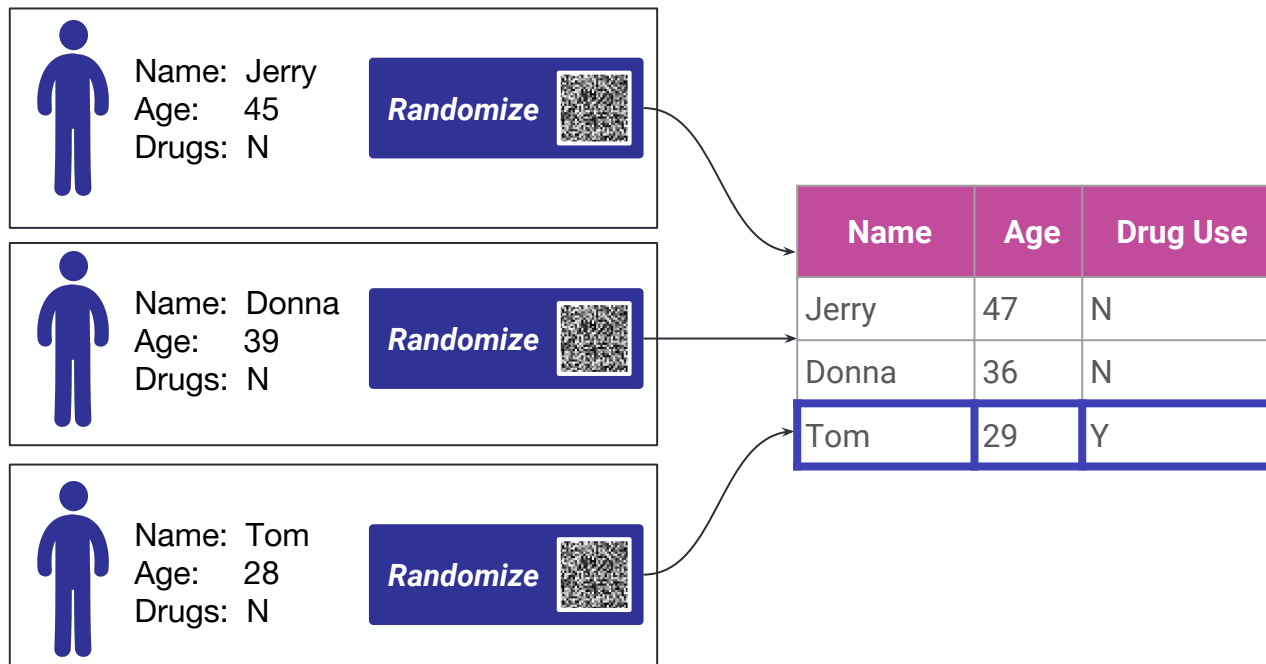 Name: Jerry
Age: 45
Drugs: N
Randomize
Name: Donna
Age: 39
Drugs: N
Randomize
Name: Tom
Age: 28
Drugs: N
Randomize
Name Age Drug Use
Jerry 47 N
Donna 36 N
Tom 29 Y